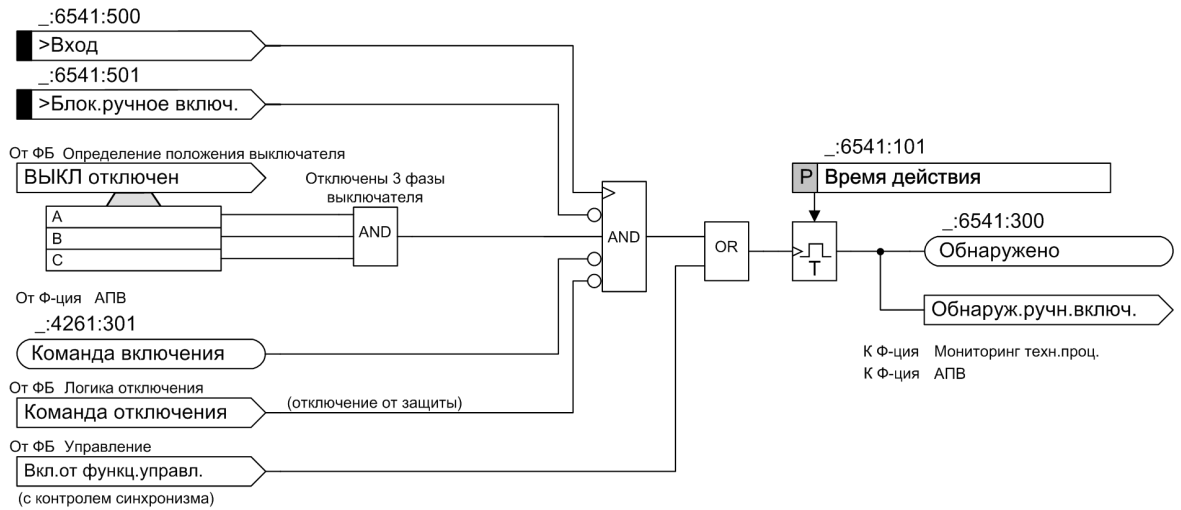 _:6541:500
>Вход
_:6541:501
>Блок.ручное включ.
От ФБ Определение положения выключателя
ВЫКЛ отключен
A
B
C
Отключены 3 фазы
выключателя
AND
AND
OR
_:6541:101
P Время действия
T
_:6541:300
Обнаружено
Обнаруж.ручн.включ.
К Ф-ция Мониторинг техн.проц.
К Ф-ция АПВ
От Ф-ция АПВ
_:4261:301
Команда включения
От ФБ Логика отключения
Команда отключения
(отключение от защиты)
От ФБ Управление
Вкл.от функц.управл.
(с контролем синхронизма)